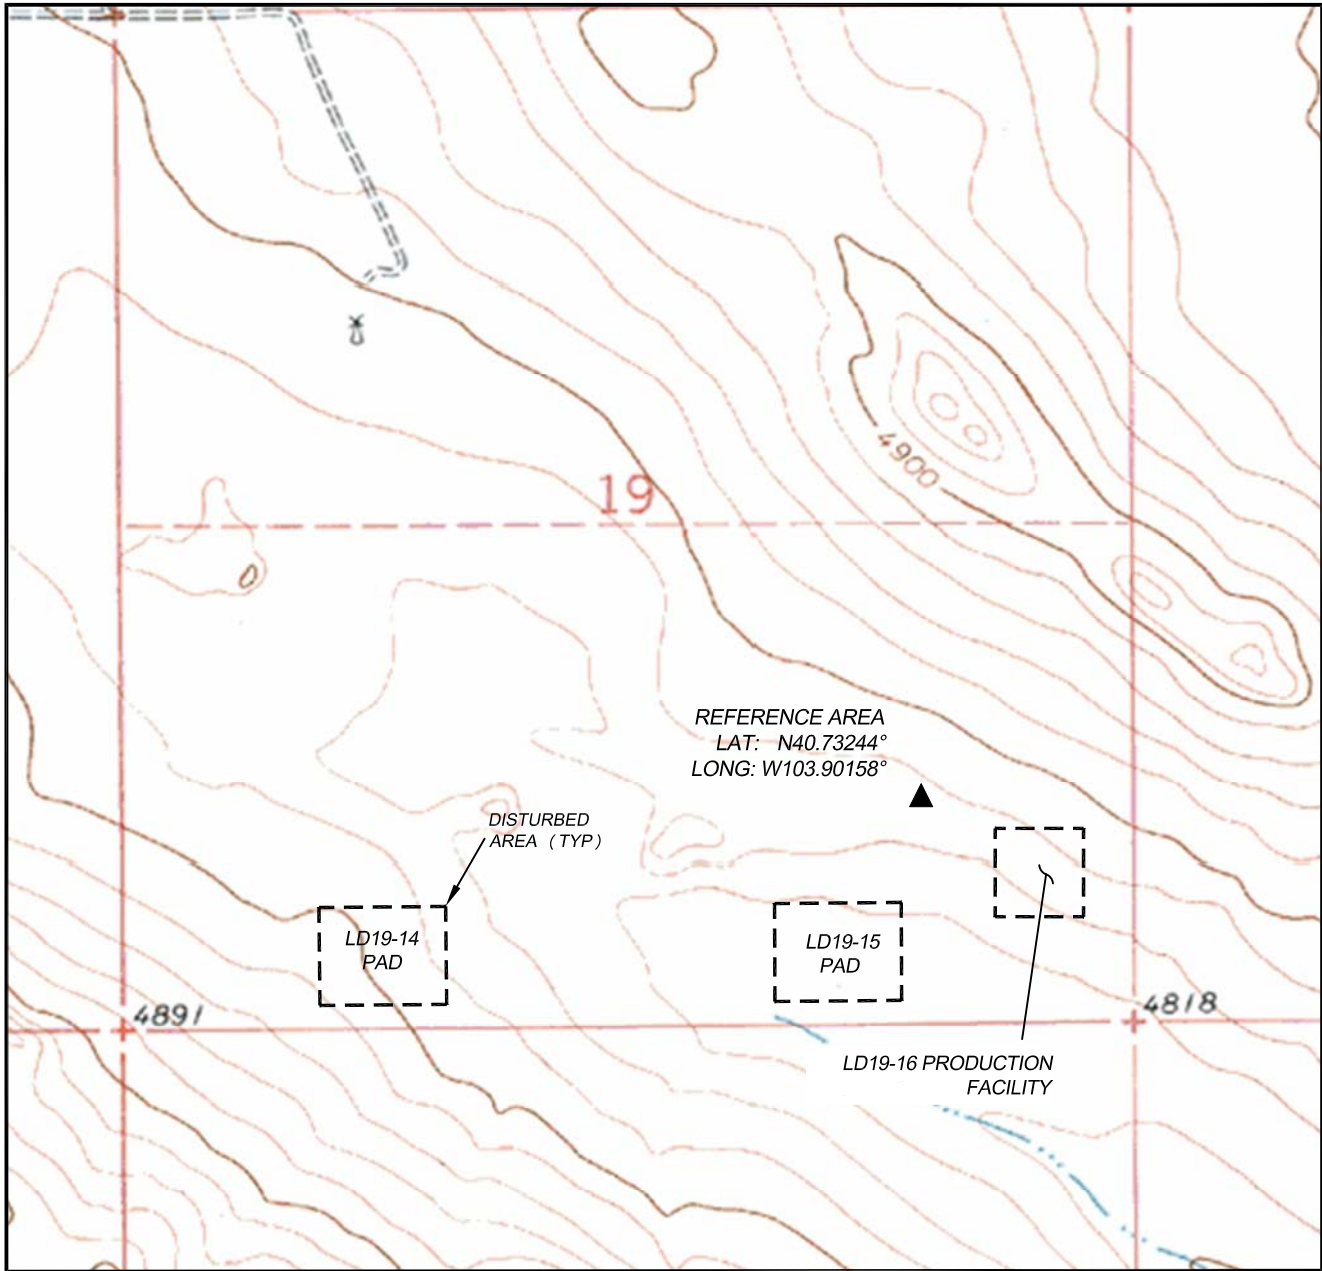 4900
19
REFERENCE AREA
LAT: N40.73244°
LONG: W103.90158°
DISTURBED
AREA (TYP)
LD19-14
PAD
LD19-15
PAD
4891
4818
LD19-16 PRODUCTION
FACILITY